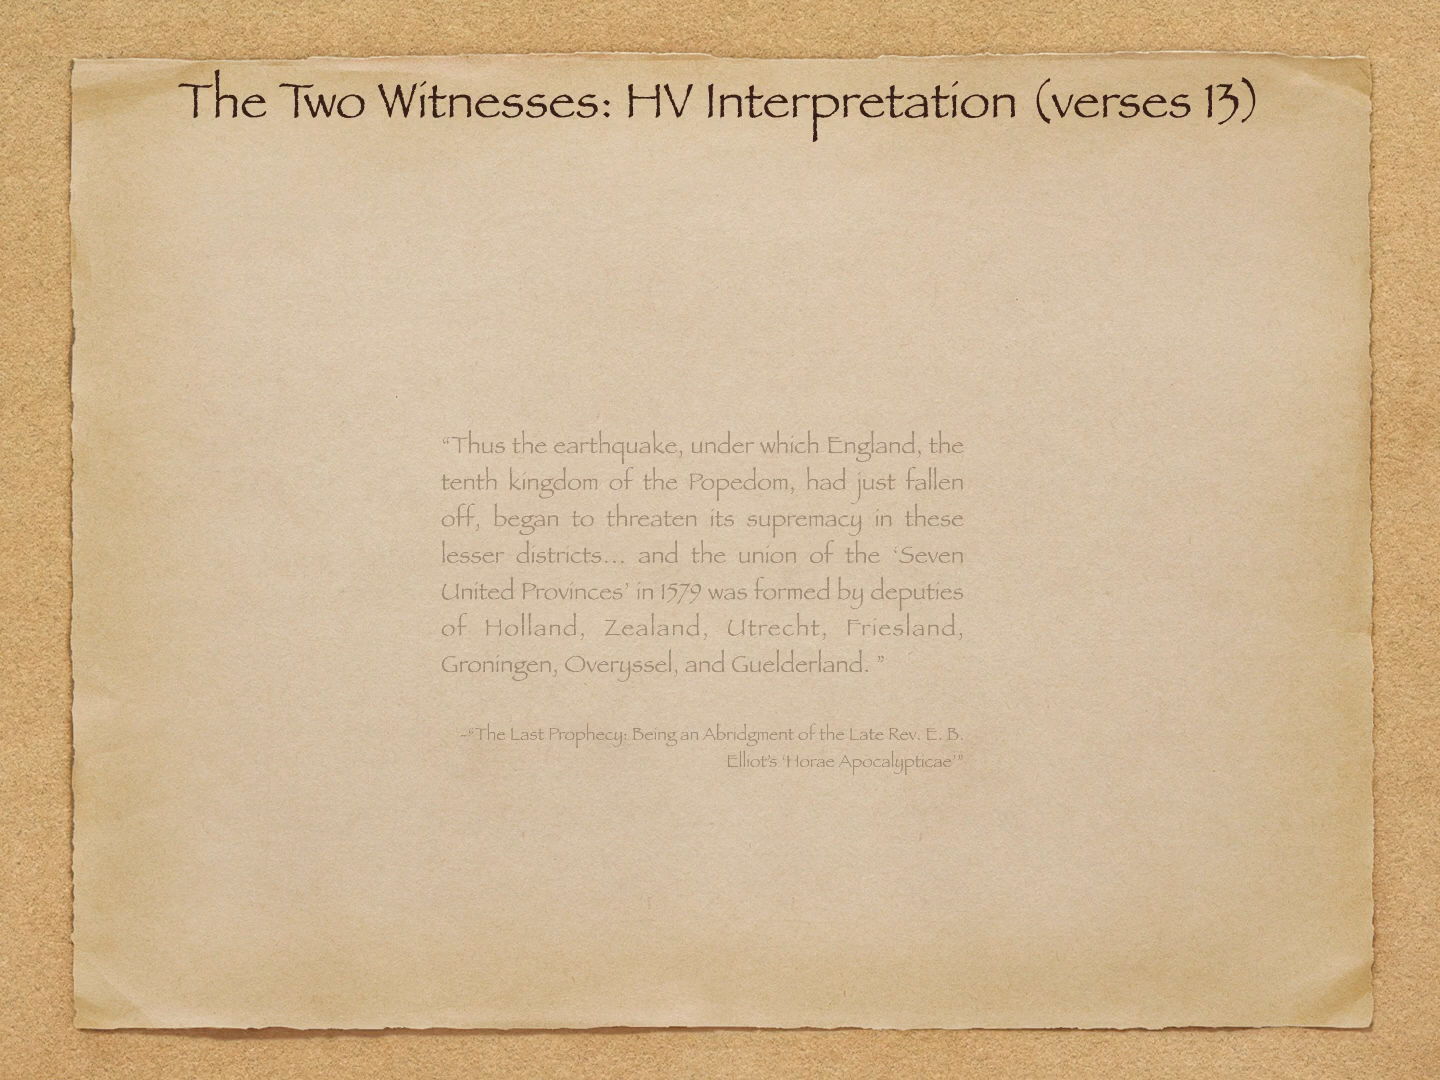 The Two Witnesses: HV Interpretation (verses 13)
“Thus the earthquake, under which England, the
tenth kingdom of the Popedom, had just fallen
off, began to threaten its supremacy in these
lesser districts… and the union of the ‘Seven
United Provinces’ in 1579 was formed by deputies
of Holland, Zealand, Utrecht, Friesland,
Groningen, Overyssel, and Guelderland. ”
–“The Last Prophecy: Being an Abridgment of the Late Rev. E. B.
Elliot’s ‘Horae Apocalypticae’”